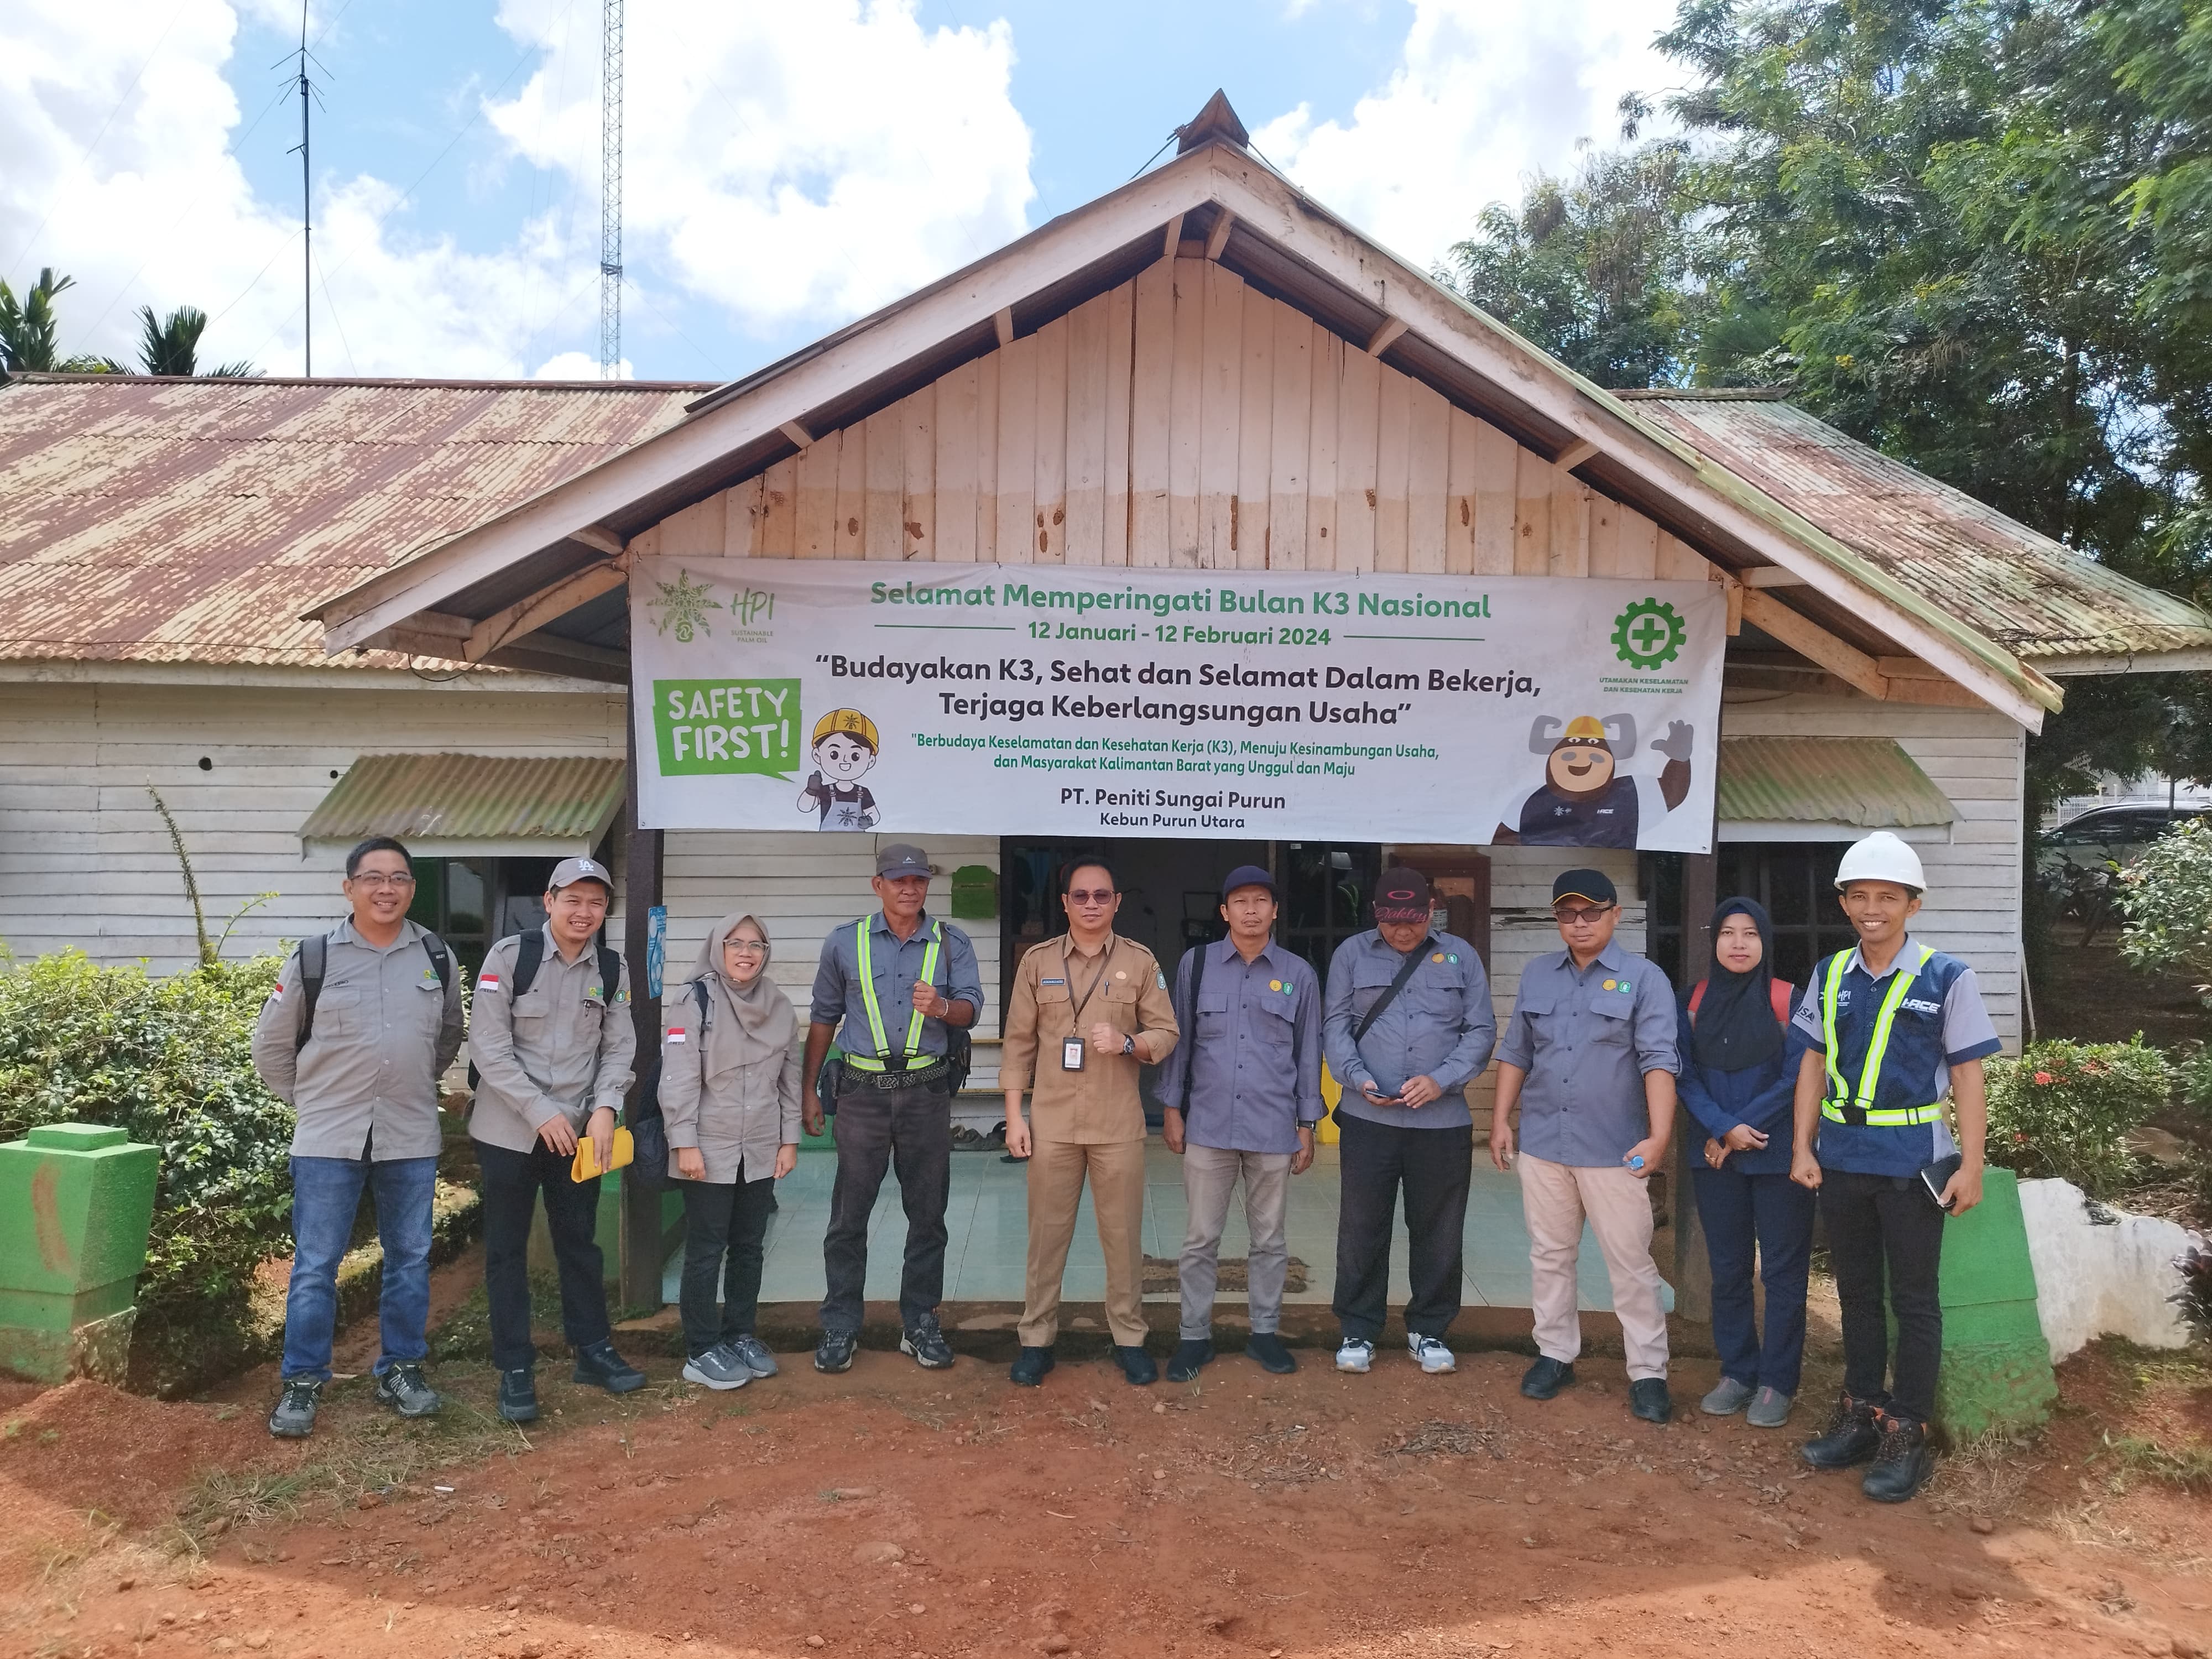 HPI
SUSTAINABLE
PALM OIL
Selamat Memperingati Bulan K3 Nasional
12 Januari - 12 Februari 2024
"Budayakan K3, Sehat dan Selamat Dalam Bekerja,
Terjaga Keberlangsungan Usaha"
"Berbudaya Keselamatan dan Kesehatan Kerja (K3), Menuju Kesinambungan Usaha,
dan Masyarakat Kalimantan Barat yang Unggul dan Maju
PT. Peniti Sungai Purun
Kebun Purun Utara
SAFETY
FIRST!
UTAMAKAN KESELAMATAN
DAN KESEHATAN KERJA
LA
Oakley
HPI